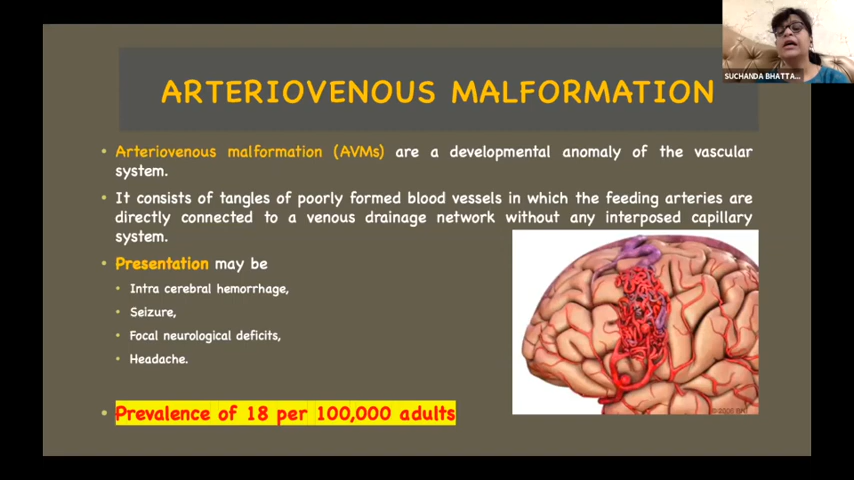 SUCHANDA BHATTA...
ARTERIOVENOUS MALFORMATION
• Arteriovenous malformation (AVMs) are a developmental anomaly of the vascular
system.
• It consists of tangles of poorly formed blood vessels in which the feeding arteries are
directly connected to a venous drainage network without any interposed capillary
system.
• Presentation may be
• Intra cerebral hemorrhage,
• Seizure,
• Focal neurological deficits,
• Headache.
• Prevalence of 18 per 100,000 adults